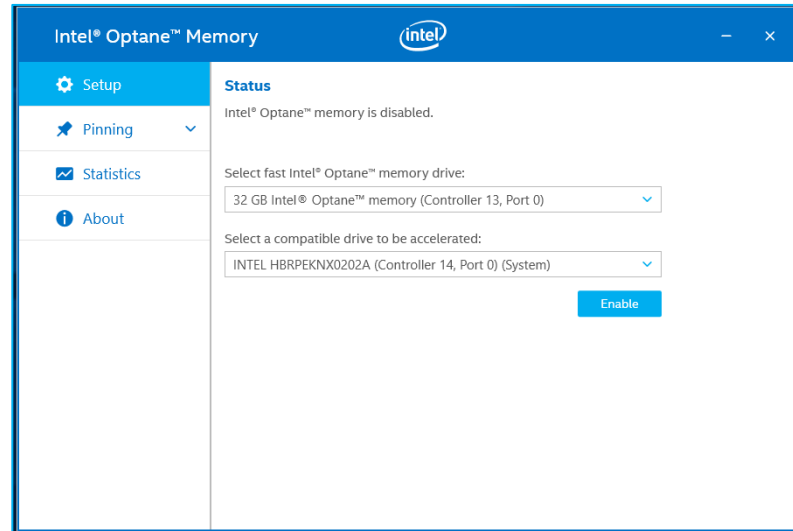 Intel® Optane™ Memory
intel
Setup
Pinning
Statistics
About
Status
Intel® Optane™ memory is disabled.
Select fast Intel® Optane™ memory drive:
32 GB Intel® Optane™ memory (Controller 13, Port 0)
Select a compatible drive to be accelerated:
INTEL HBRPEKNX0202A (Controller 14, Port 0) (System)
Enable